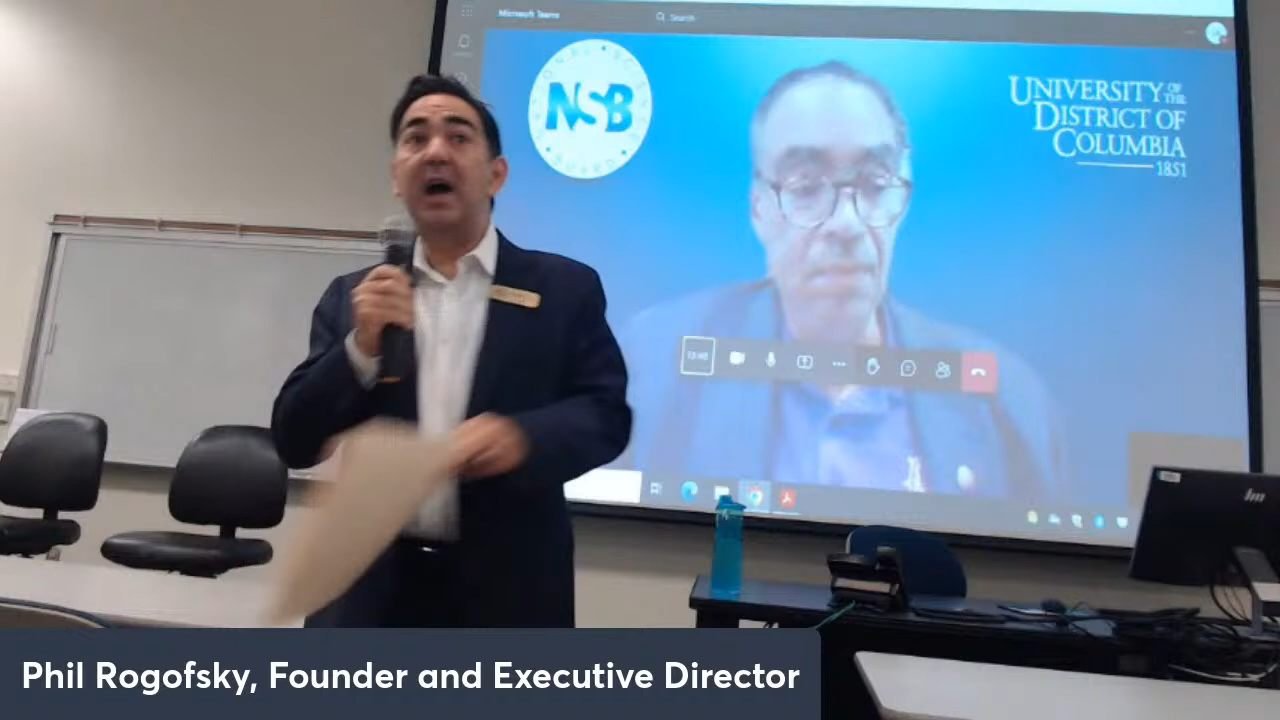 Microsoft Teams
Search
NSB
UNIVERSITY OF THE
DISTRICT OF
COLUMBIA
1851
Phil Rogofsky, Founder and Executive Director